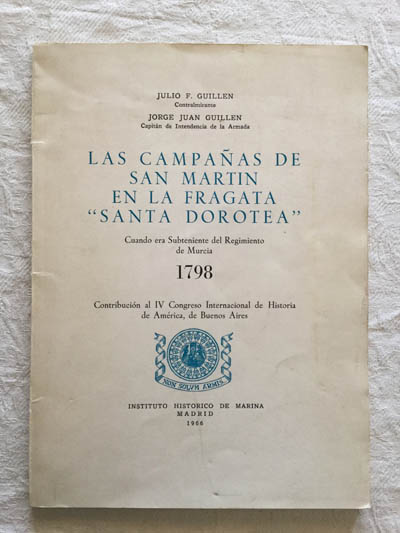 JULIO F. GUILLEN
Contralmirante
JORGE JUAN GUILLEN
Capitán de Intendencia de la Armada
LAS CAMPAÑAS DE
SAN MARTIN
EN LA FRAGATA
"SANTA DOROTEA"
Cuando era Subteniente del Regimiento
de Murcia
1798
Contribución al IV Congreso Internacional de Historia
de América, de Buenos Aires
NON SOLVM ARMIS
INSTITUTO HISTORICO DE MARINA
MADRID
1966